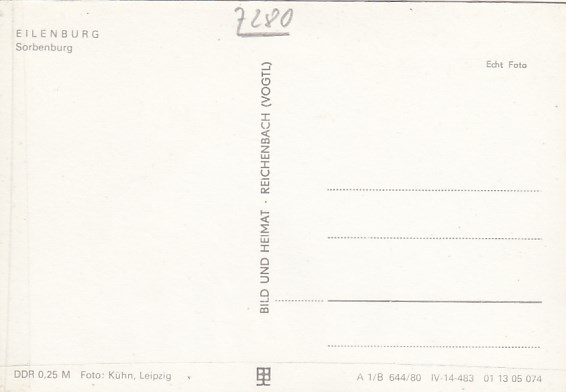 7280
EILENBURG
Sorbenburg
Echt Foto
BILD UND HEIMAT · REICHENBACH (VOGTL)
DDR 0,25 M Foto: Kühn, Leipzig
A 1/B 644/80 IV-14-483 01 13 05 074